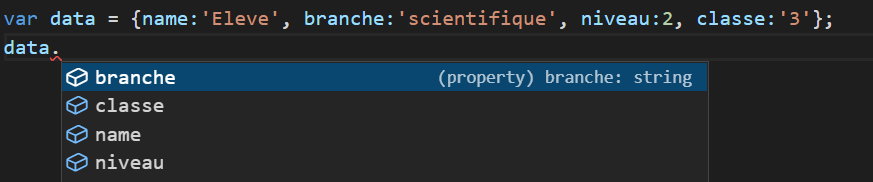 var data = {name:'Eleve', branche:'scientifique', niveau:2, classe:'3'};
data.
branche (property) branche: string
classe
name
niveau